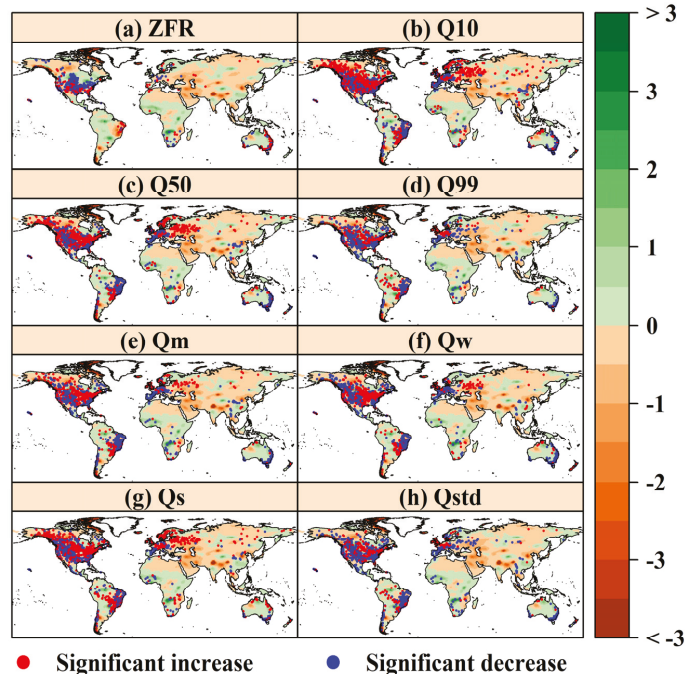 (a) ZFR
(b) Q10
(c) Q50
(d) Q99
(e) Qm
(f) Qw
(g) Qs
(h) Qstd
> 3
3
2
1
0
-1
-2
-3
< -3
Significant increase
Significant decrease